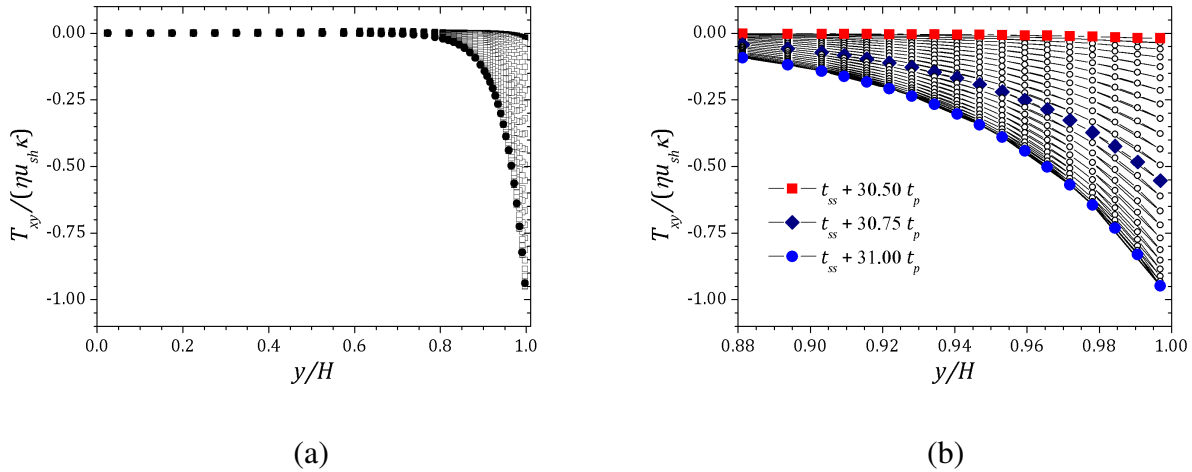 0.00
-0.25
-0.50
-0.75
-1.00
T_xy/(ηu_shκ)
0.0 0.2 0.4 0.6 0.8 1.0
y/H
(a)
0.00
-0.25
-0.50
-0.75
-1.00
T_xy/(ηu_shκ)
t_ss + 30.50 t_p
t_ss + 30.75 t_p
t_ss + 31.00 t_p
0.88 0.90 0.92 0.94 0.96 0.98 1.00
y/H
(b)